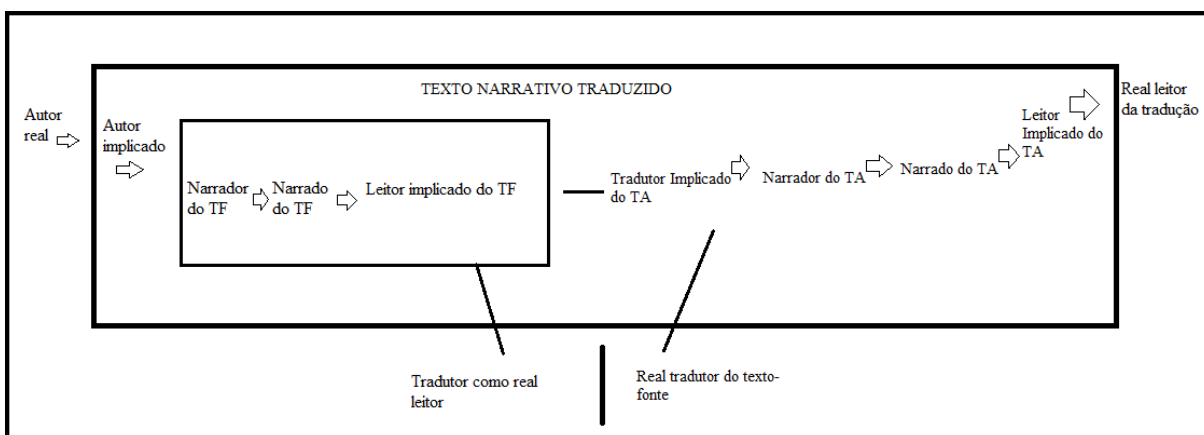 TEXTO NARRATIVO TRADUZIDO
Autor
real
Autor
implicado
Narrador
do TF
Narrado
do TF
Leitor implicado do TF
Tradutor Implicado
do TA
Narrador do TA
Narrado do TA
Leitor
Implicado do
TA
Real leitor
da tradução
Tradutor como real
leitor
Real tradutor do texto-
fonte